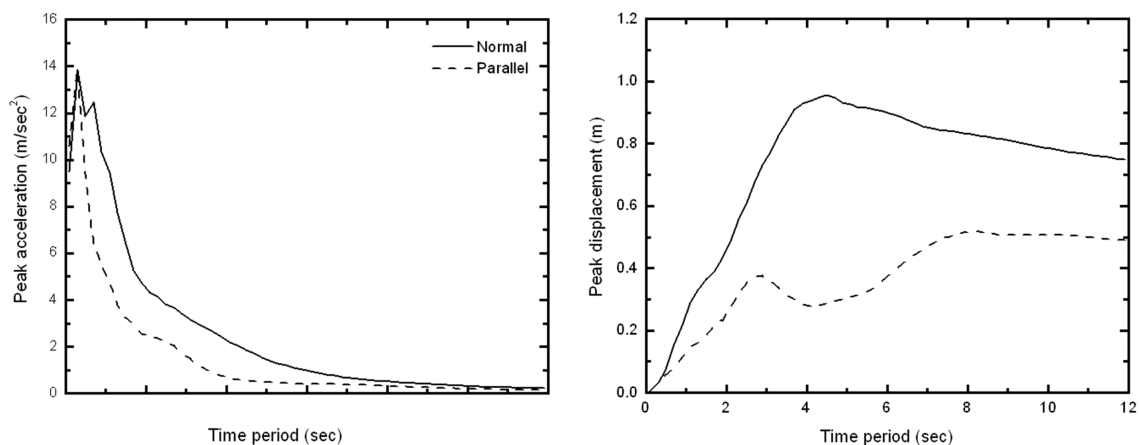 16
14
12
10
8
6
4
2
0
Peak acceleration (m/sec²)
Normal
Parallel
Time period (sec)
1.2
1.0
0.8
0.6
0.4
0.2
0.0
Peak displacement (m)
0 2 4 6 8 10 12
Time period (sec)